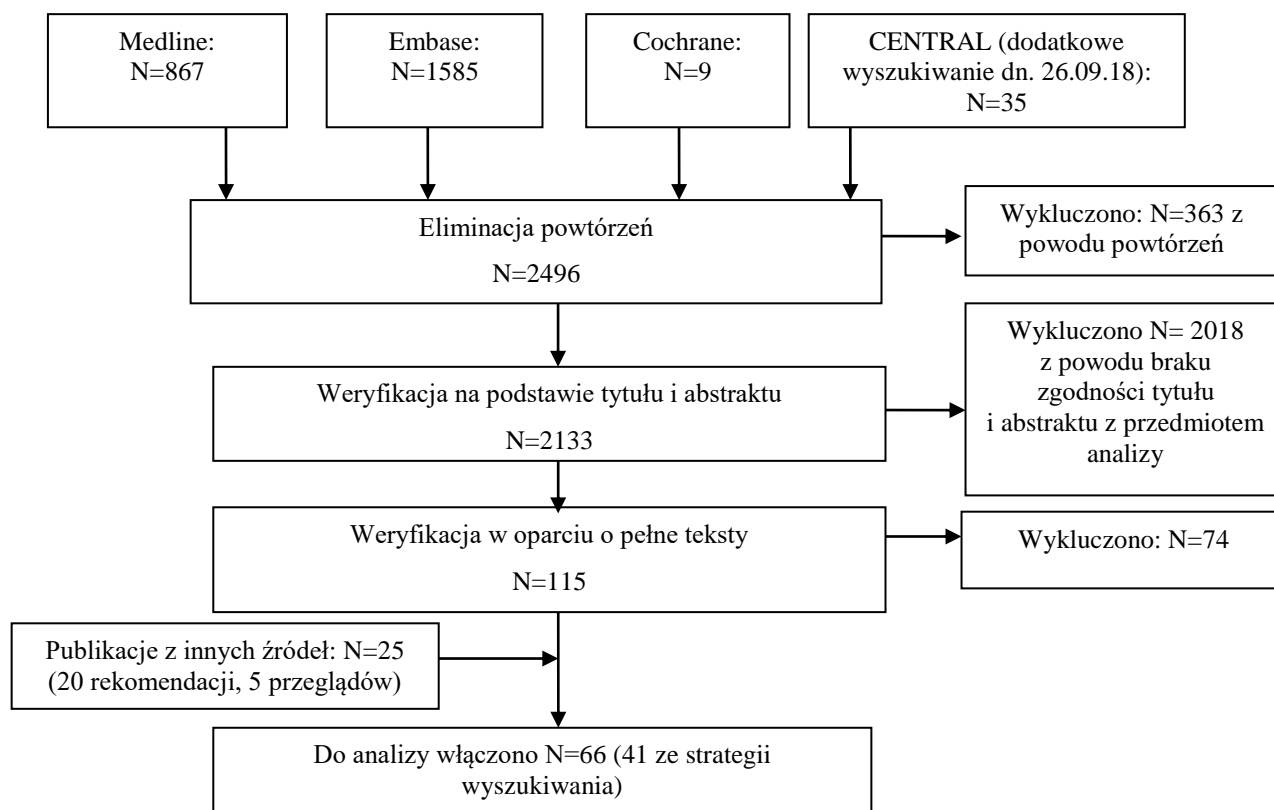 Medline:
N=867
Embase:
N=1585
Cochrane:
N=9
CENTRAL (dodatkowe
wyszukiwanie dn. 26.09.18):
N=35
Eliminacja powtórzeń
N=2496
Wykluczono: N=363 z
powodu powtórzeń
Weryfikacja na podstawie tytułu i abstraktu
N=2133
Wykluczono N= 2018
z powodu braku
zgodności tytułu
i abstraktu z przedmiotem
analizy
Weryfikacja w oparciu o pełne teksty
N=115
Wykluczono: N=74
Publikacje z innych źródeł: N=25
(20 rekomendacji, 5 przeglądów)
Do analizy włączono N=66 (41 ze strategii
wyszukiwania)